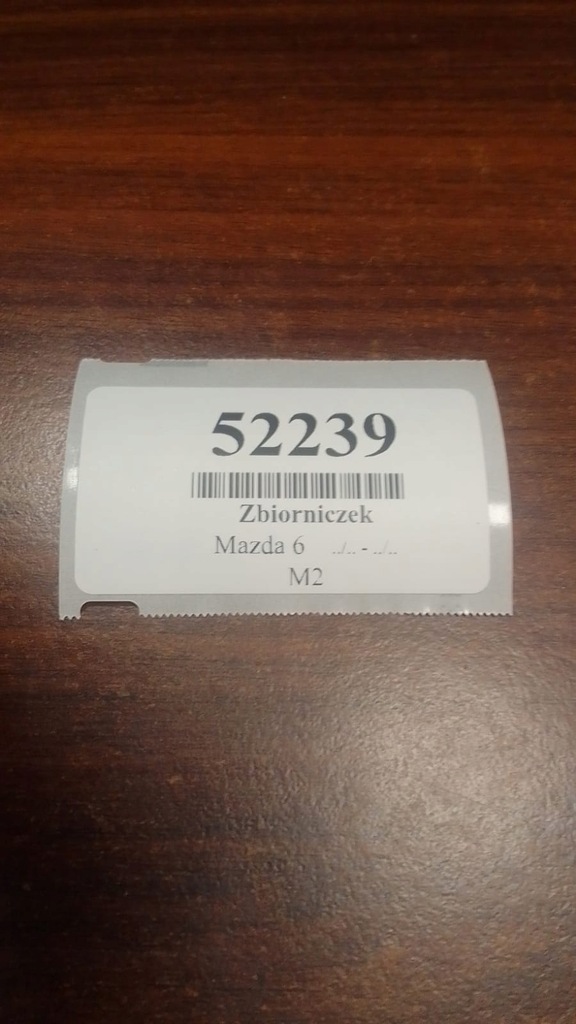 52239
Zbiorniczek
Mazda 6 ../.. - ../..
M2